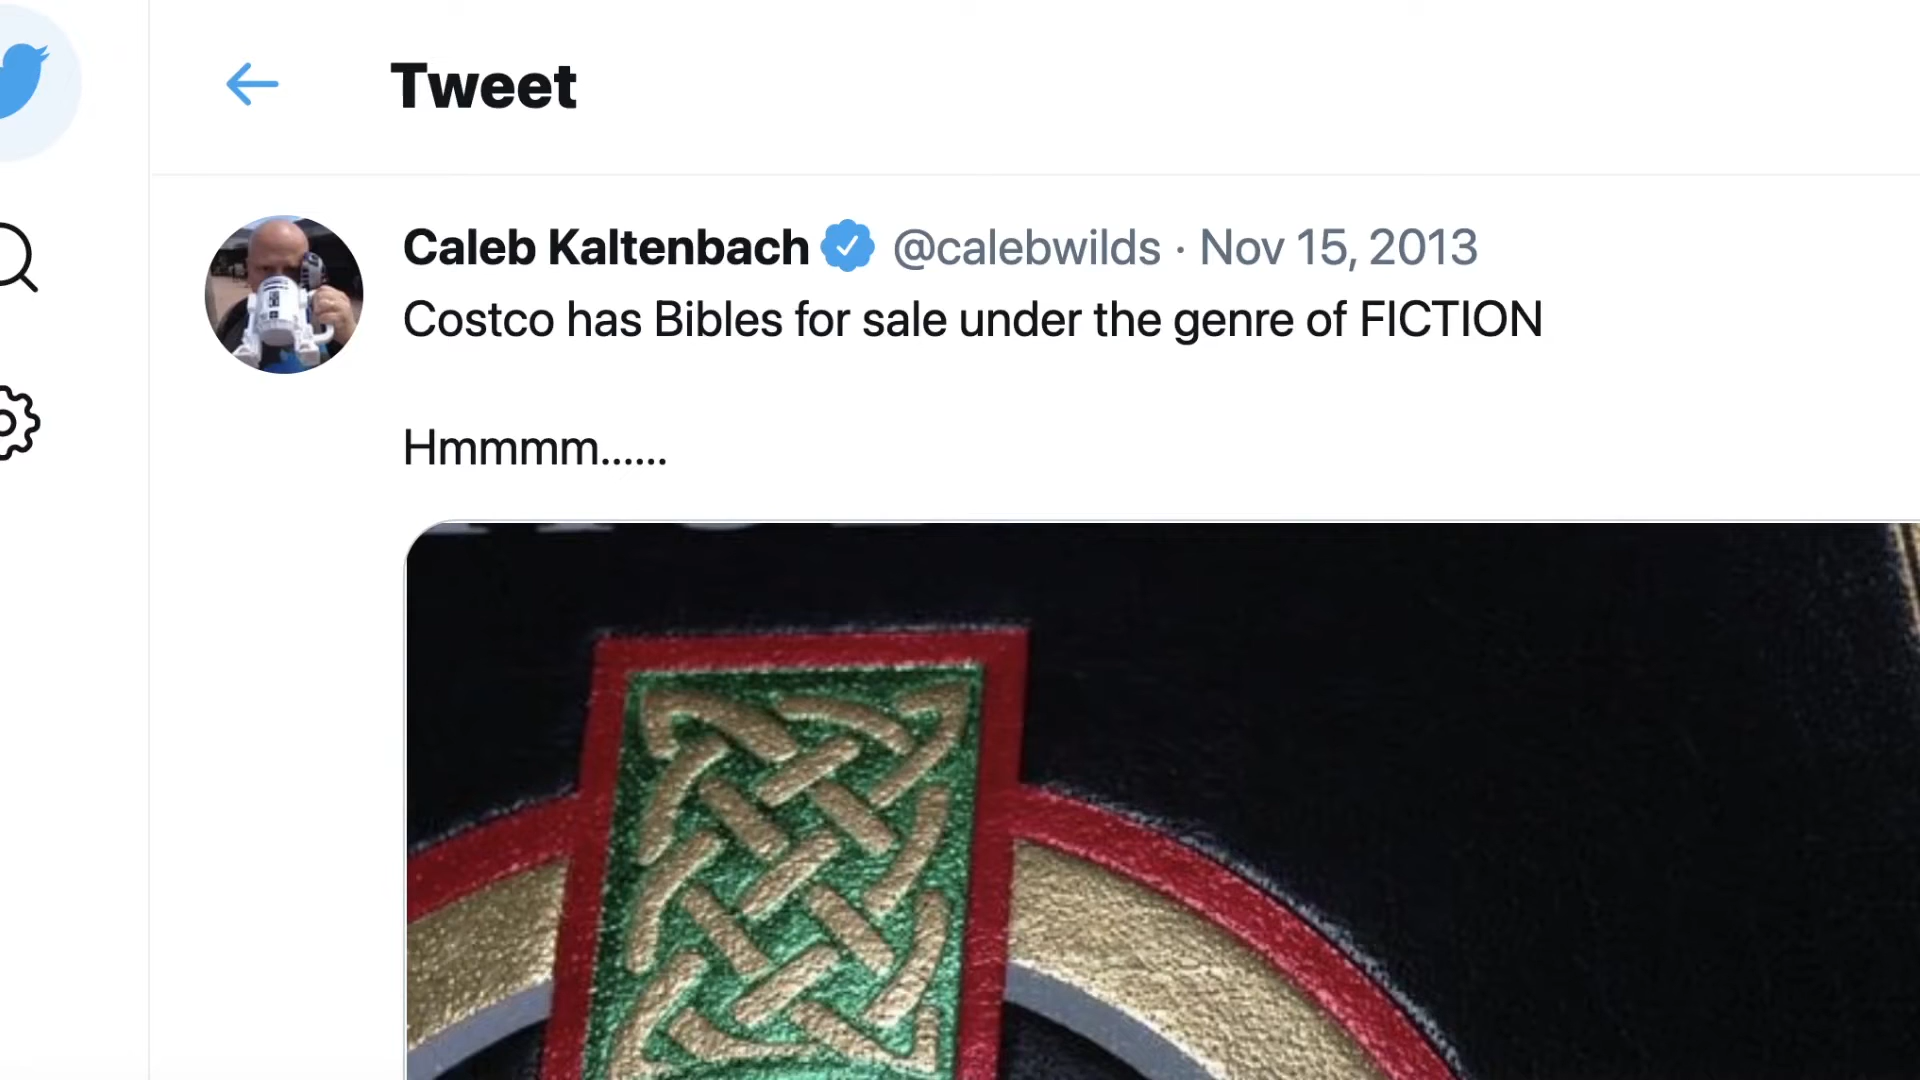 Tweet
Caleb Kaltenbach @calebwilds · Nov 15, 2013
Costco has Bibles for sale under the genre of FICTION
Hmmmm......